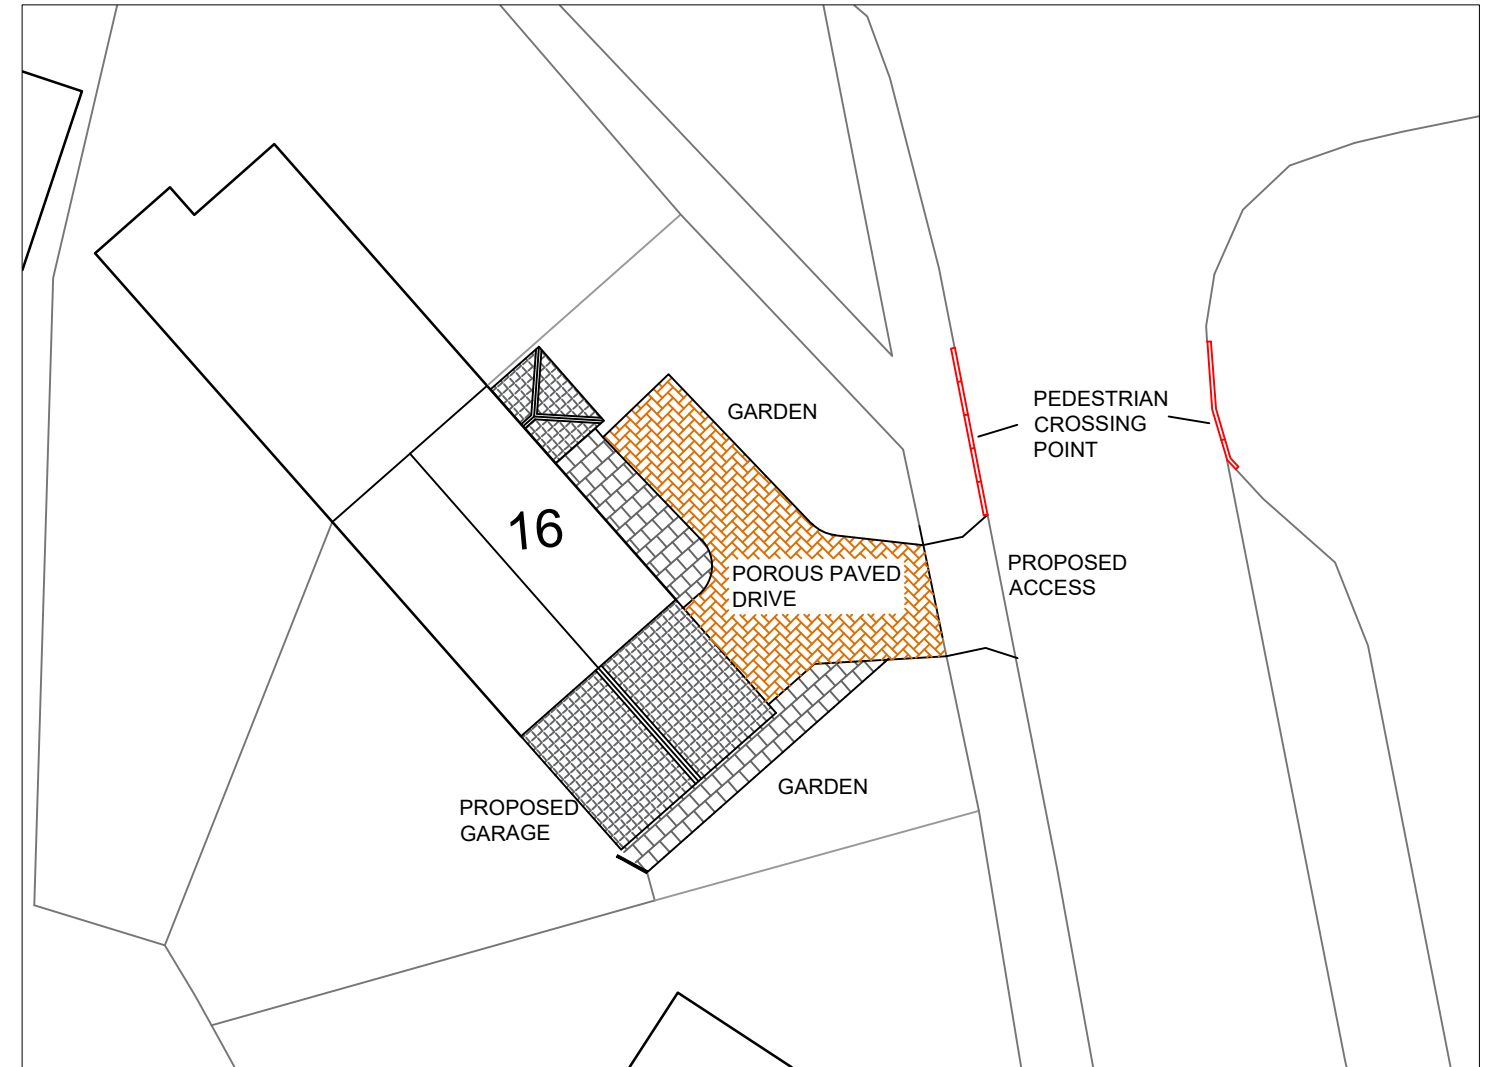 GARDEN
PEDESTRIAN
CROSSING
POINT
16
POROUS PAVED
DRIVE
PROPOSED
ACCESS
GARDEN
PROPOSED
GARAGE